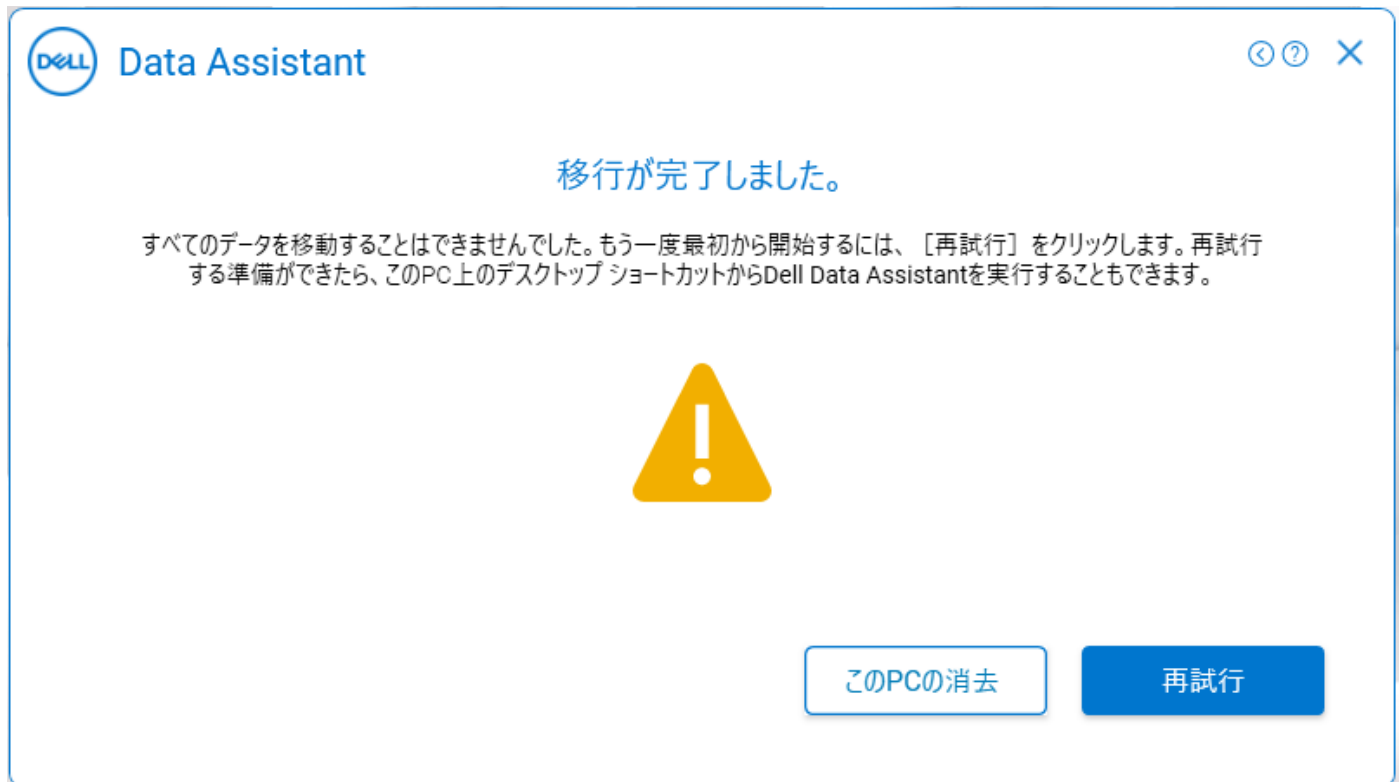 DELL Data Assistant
移行が完了しました。
すべてのデータを移動することはできませんでした。もう一度最初から開始するには、［再試行］をクリックします。再試行
する準備ができたら、このPC上のデスクトップ ショートカットからDell Data Assistantを実行することもできます。
このPCの消去
再試行